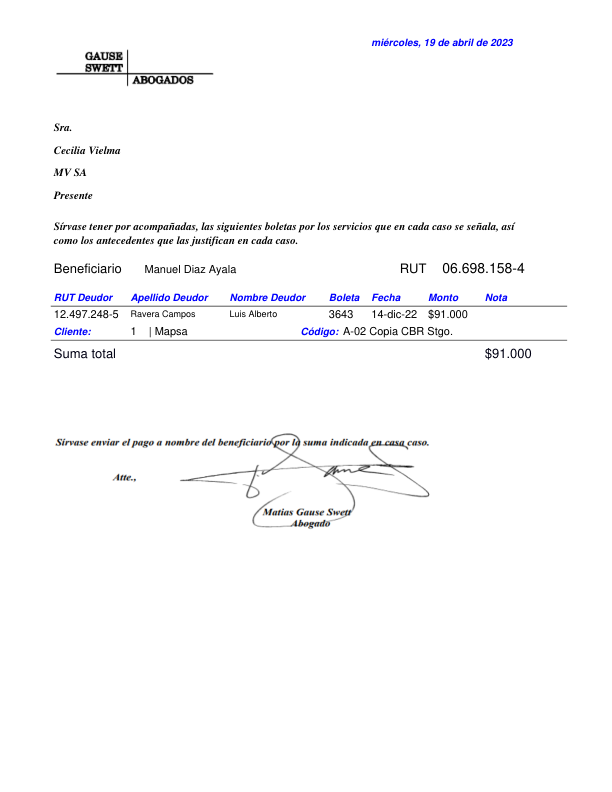 miércoles, 19 de abril de 2023
GAUSE
SWETT
ABOGADOS
Sra.
Cecilia Vielma
MV SA
Presente
Sírvase tener por acompañadas, las siguientes boletas por los servicios que en cada caso se señala, así
como los antecedentes que las justifican en cada caso.
Beneficiario Manuel Diaz Ayala RUT 06.698.158-4
RUT Deudor Apellido Deudor Nombre Deudor Boleta Fecha Monto Nota
12.497.248-5 Ravera Campos Luis Alberto 3643 14-dic-22 $91.000
Cliente: 1 | Mapsa Código: A-02 Copia CBR Stgo.
Suma total $91.000
Sírvase enviar el pago a nombre del beneficiario por la suma indicada en casa caso.
Atte.,
Matias Gause Swett
Abogado